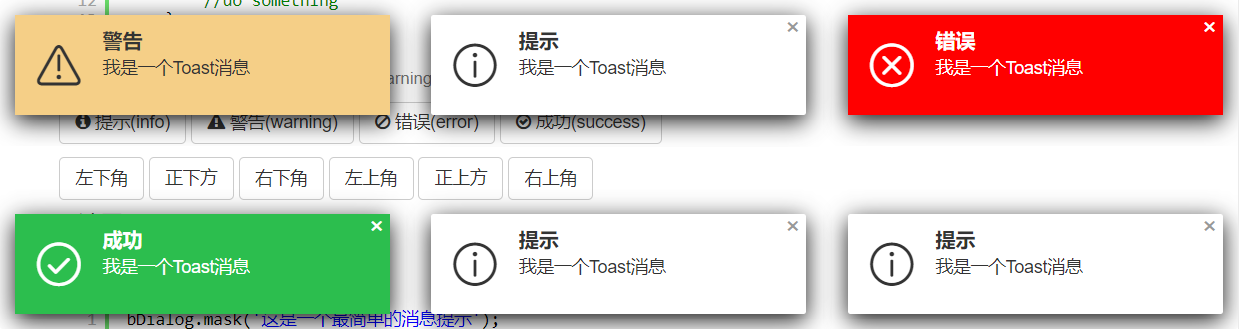 12 //do something
警告
我是一个Toast消息
提示
我是一个Toast消息
错误
我是一个Toast消息
提示(info) 警告(warning) 错误(error) 成功(success)
左下角 正下方 右下角 左上角 正上方 右上角
成功
我是一个Toast消息
提示
我是一个Toast消息
提示
我是一个Toast消息
1 bDialog.mask('这是一个最简单的消息提示');